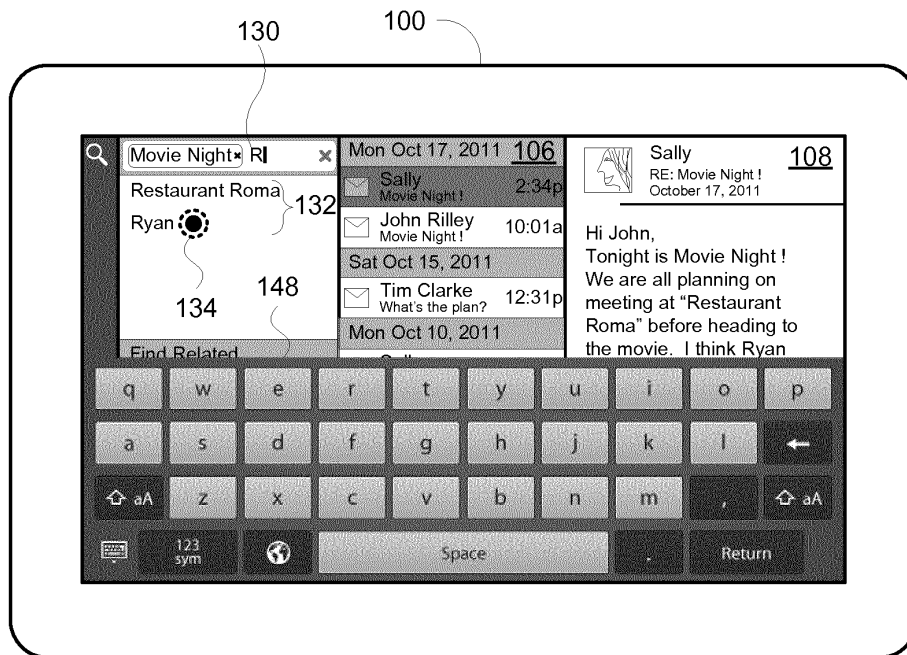 100
130
Movie Night × R
Restaurant Roma
132
Ryan
134
148
Find Related
Mon Oct 17, 2011 106
Sally
Movie Night ! 2:34p
John Rilley
Movie Night ! 10:01a
Sat Oct 15, 2011
Tim Clarke
What's the plan? 12:31p
Mon Oct 10, 2011
Sally 108
RE: Movie Night !
October 17, 2011
Hi John,
Tonight is Movie Night !
We are all planning on
meeting at “Restaurant
Roma” before heading to
the movie. I think Ryan
q w e r t y u i o p
a s d f g h j k l
aA z x c v b n m , aA
123
sym
Space . Return